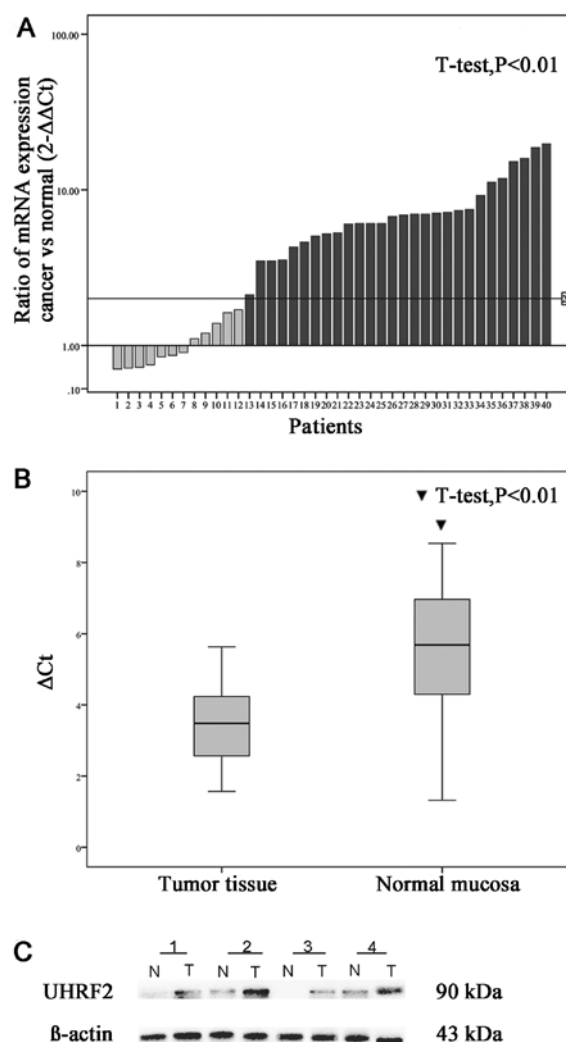 A
100.00
T-test,P<0.01
Ratio of mRNA expression
cancer vs normal (2-ΔΔCt)
10.00
1.00
.10
1 2 3 4 5 6 7 8 9 10 11 12 13 14 15 16 17 18 19 20 21 22 23 24 25 26 27 28 29 30 31 32 33 34 35 36 37 38 39 40
Patients
B
10
T-test,P<0.01
8
6
ΔCt
4
2
0
Tumor tissue Normal mucosa
C
1 2 3 4
N T N T N T N T
UHRF2 90 kDa
ß-actin 43 kDa